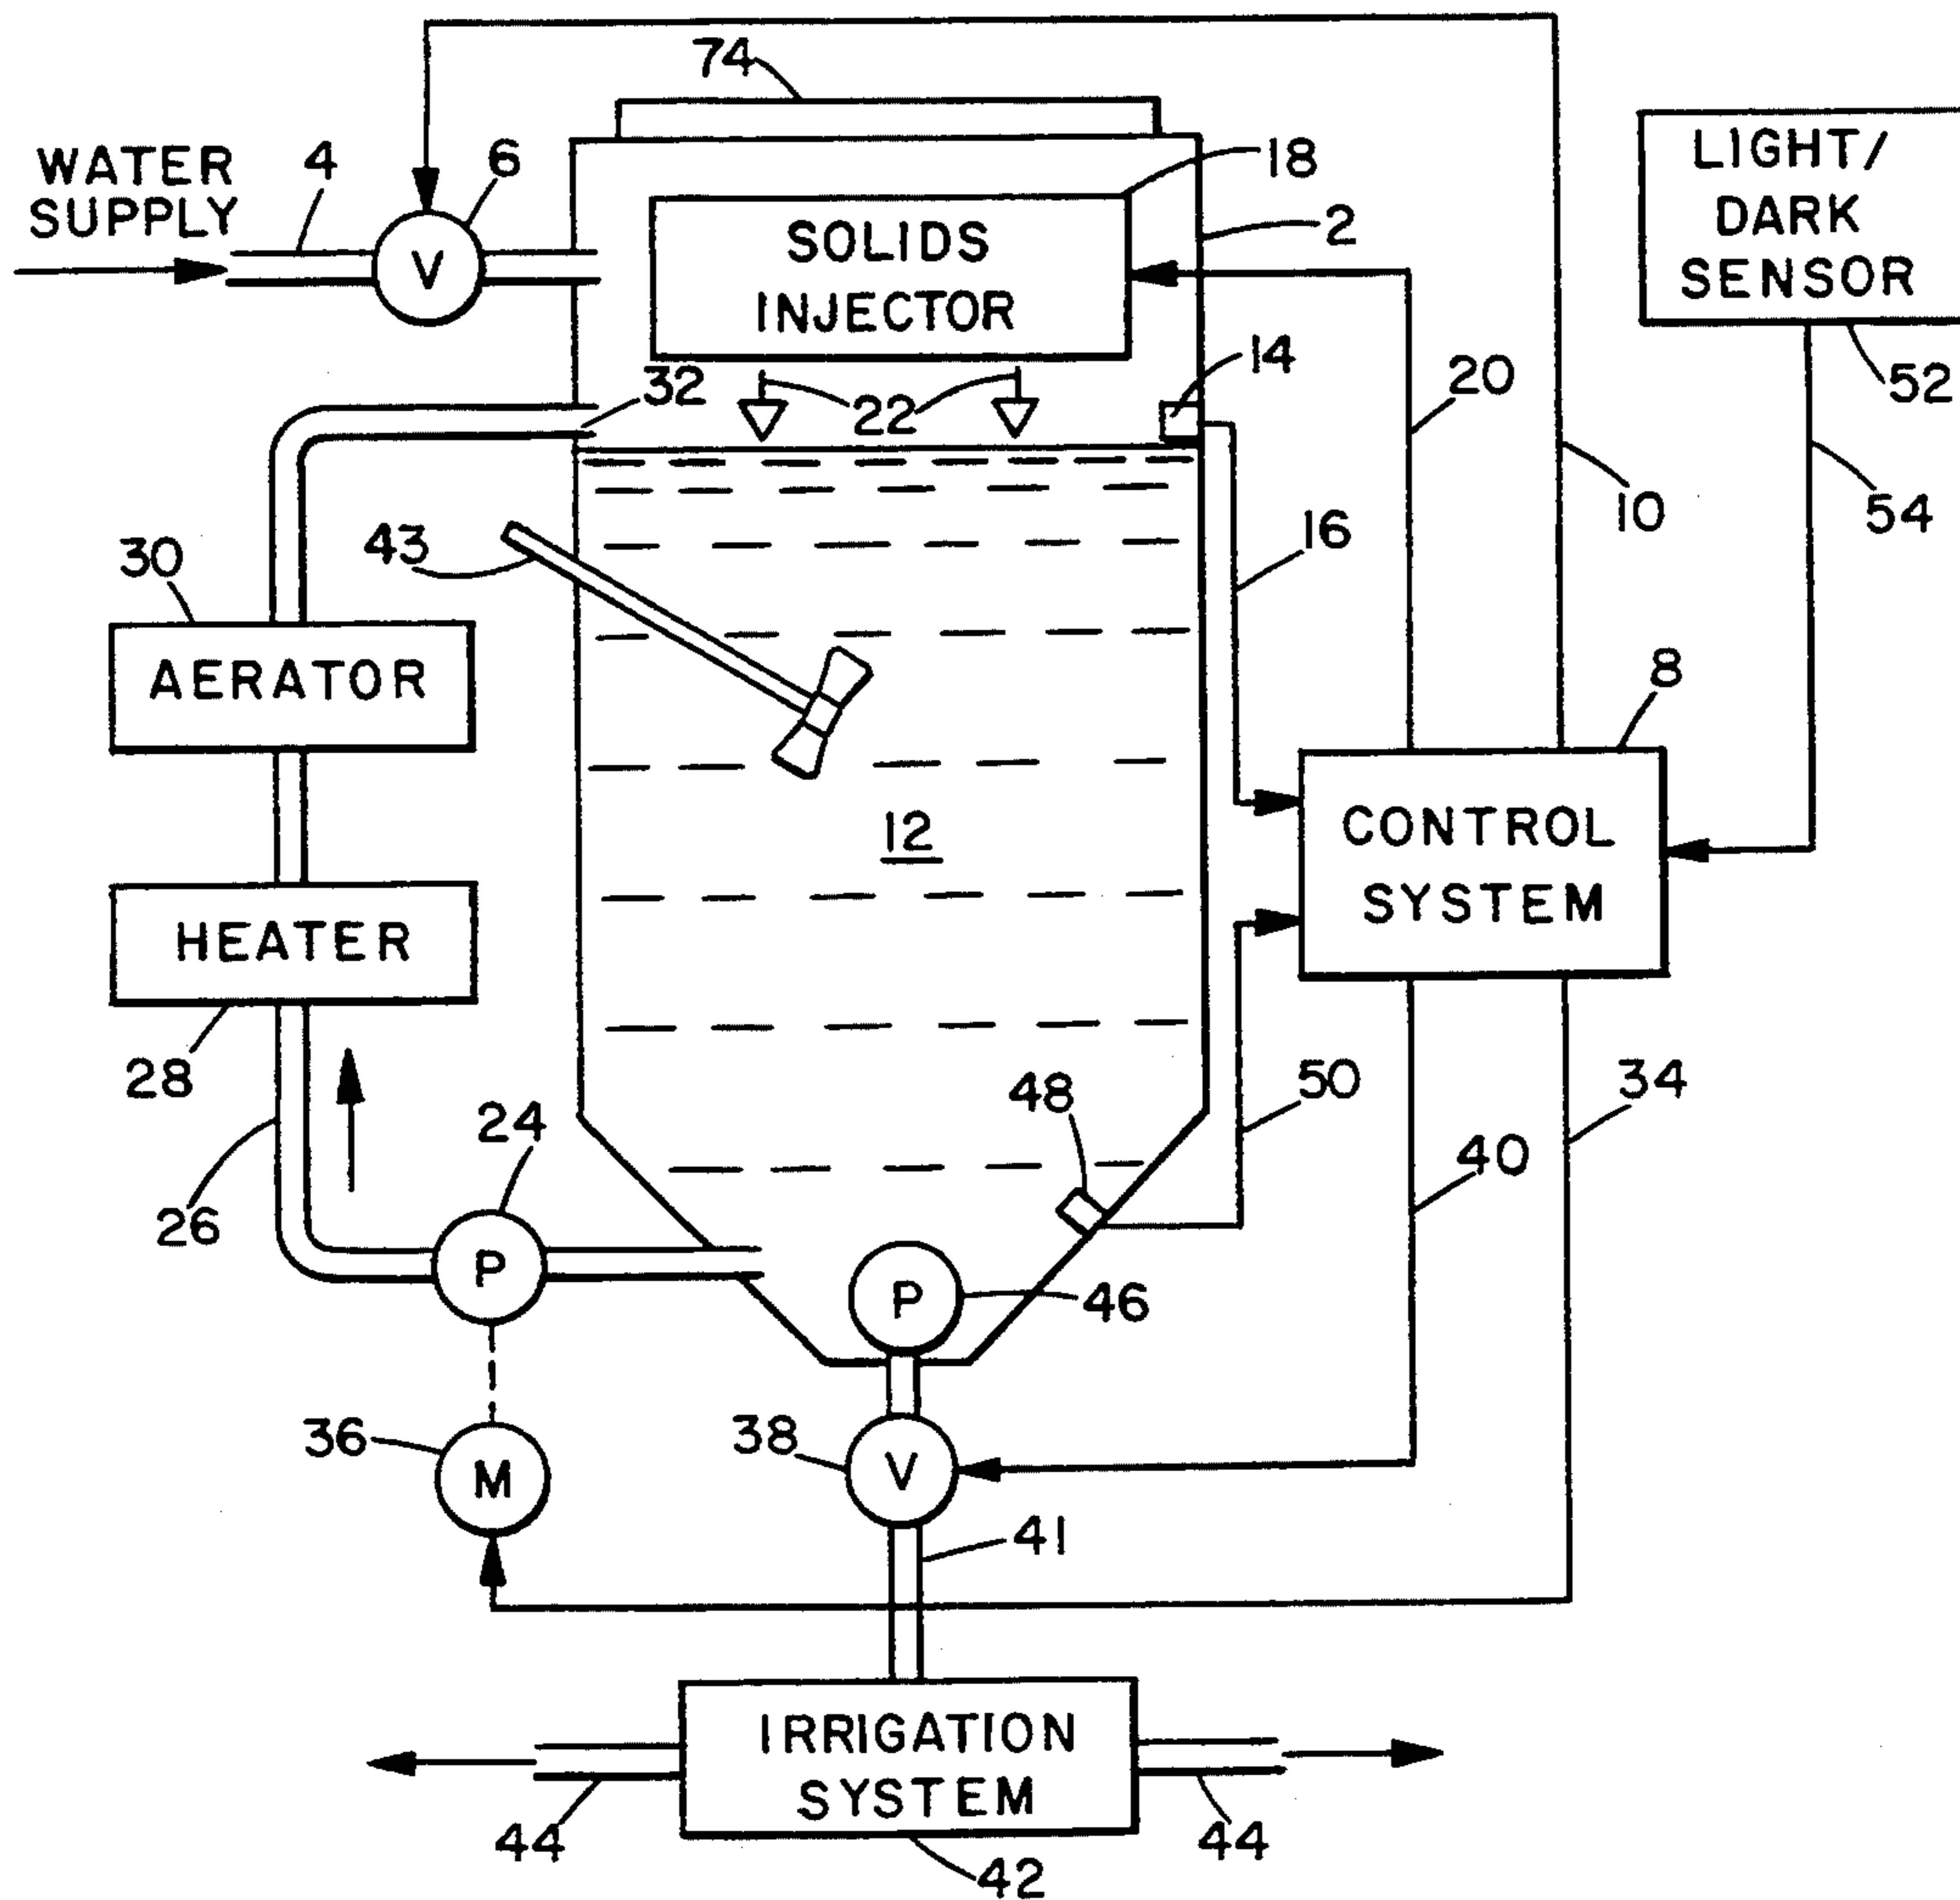 74
WATER
SUPPLY
4
6
V
18
SOLIDS
INJECTOR
2
LIGHT/
DARK
SENSOR
14
32
22
20
52
10
54
16
43
30
AERATOR
8
12
CONTROL
SYSTEM
HEATER
28
24
48
50
34
26
40
P
P
46
36
M
38
V
41
IRRIGATION
SYSTEM
44
44
42